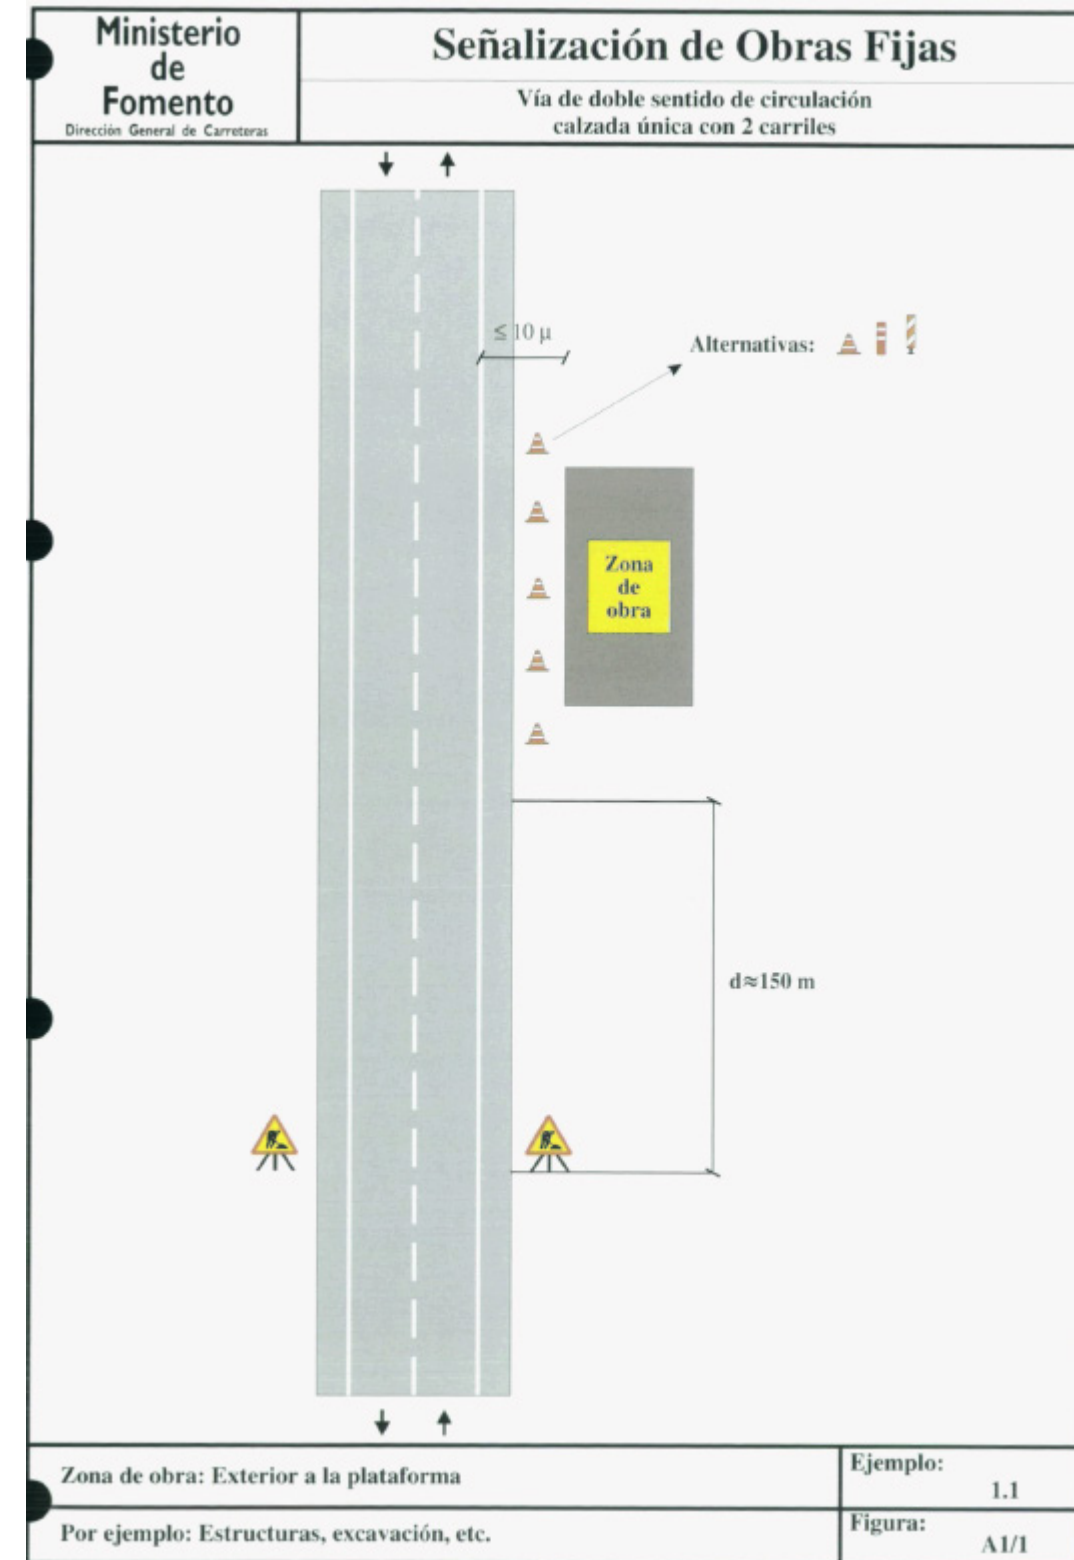 Ministerio
de
Fomento
Dirección General de Carreteras
Señalización de Obras Fijas
Vía de doble sentido de circulación
calzada única con 2 carriles
≤ 10 μ
Alternativas:
Zona
de
obra
d≈150 m
Zona de obra: Exterior a la plataforma
Ejemplo:
1.1
Por ejemplo: Estructuras, excavación, etc.
Figura:
A1/1